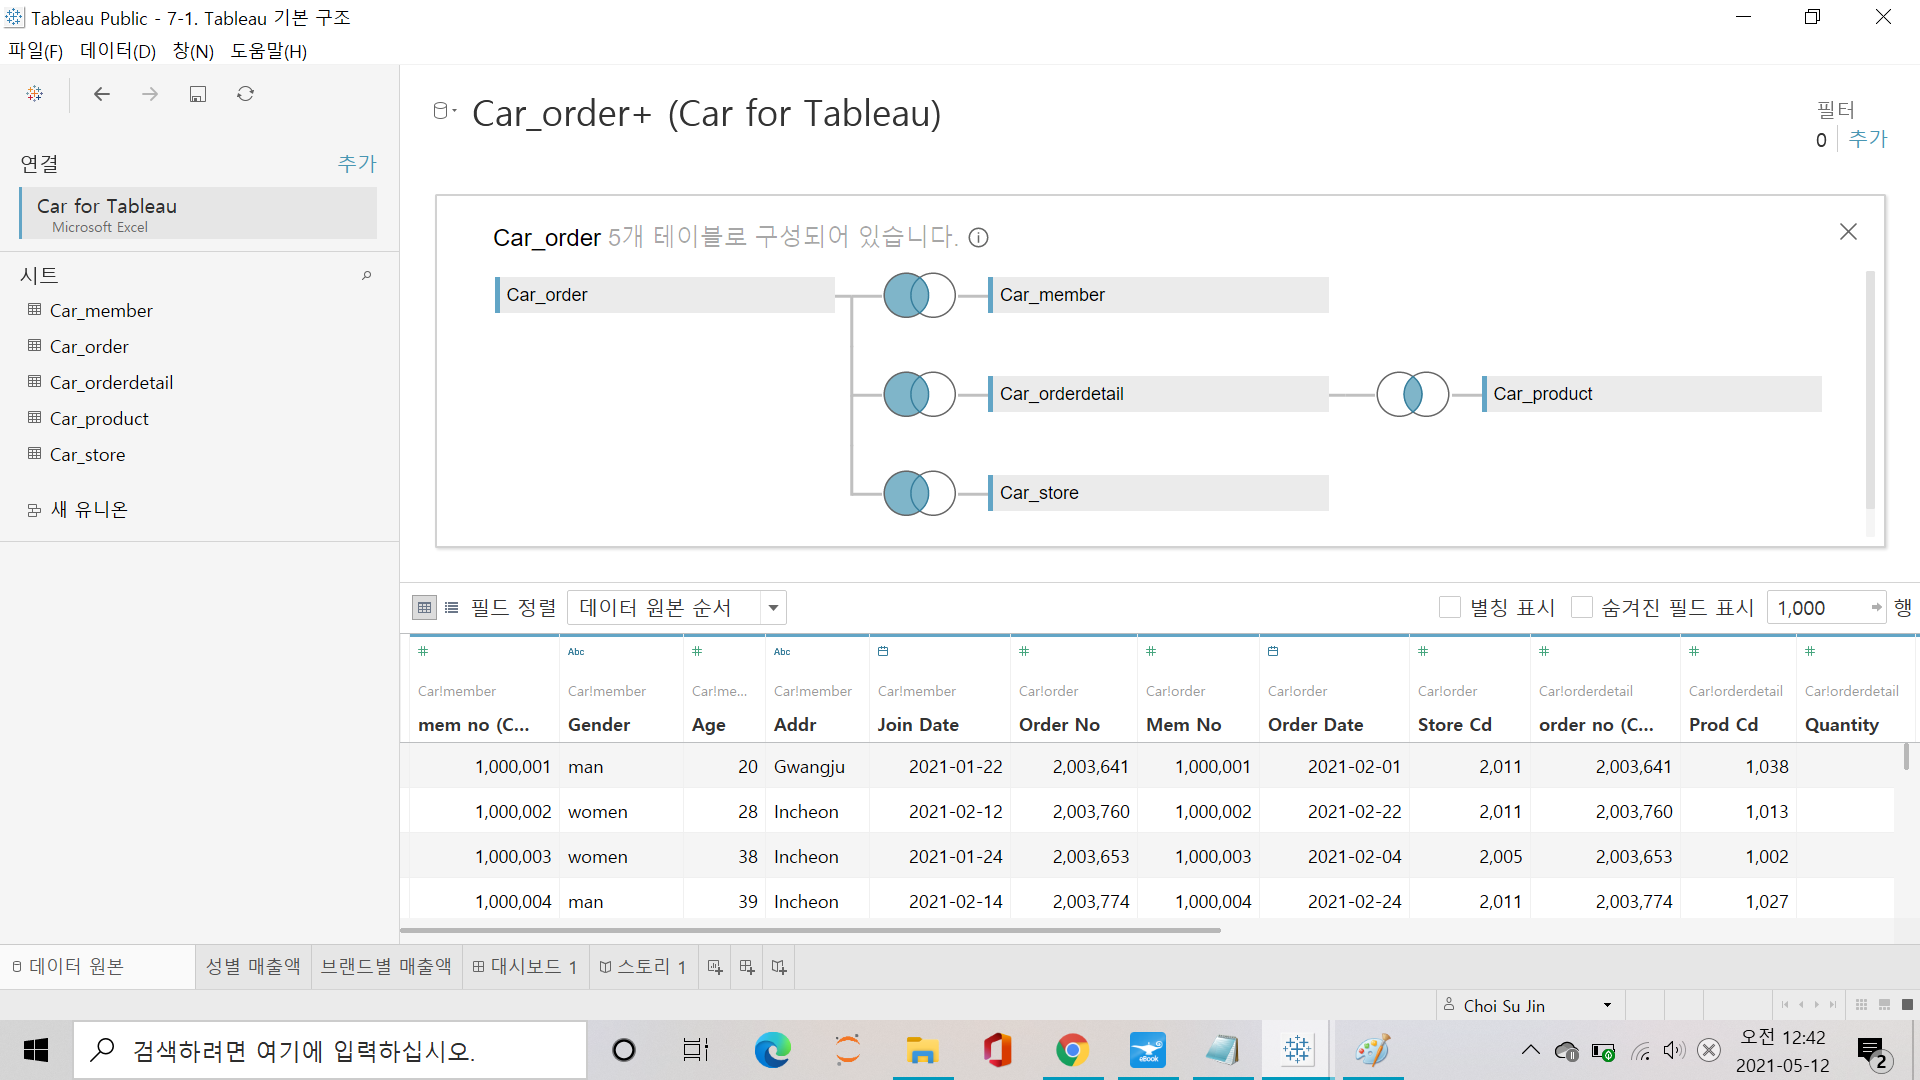 Tableau Public - 7-1. Tableau 기본 구조
파일(F) 데이터(D) 창(N) 도움말(H)
연결 추가
Car for Tableau
Microsoft Excel
시트
Car_member
Car_order
Car_orderdetail
Car_product
Car_store
새 유니온
Car_order+ (Car for Tableau)
필터
0 추가
Car_order 5개 테이블로 구성되어 있습니다.
Car_order Car_member
Car_orderdetail Car_product
Car_store
필드 정렬 데이터 원본 순서 별칭 표시 숨겨진 필드 표시 1,000 행
# Abc # Abc # # # # # #
Car!member Car!member Car!me... Car!member Car!member Car!order Car!order Car!order Car!order Car!orderdetail Car!orderdetail Car!orderdetail
mem no (C... Gender Age Addr Join Date Order No Mem No Order Date Store Cd order no (C... Prod Cd Quantity
1,000,001 man 20 Gwangju 2021-01-22 2,003,641 1,000,001 2021-02-01 2,011 2,003,641 1,038
1,000,002 women 28 Incheon 2021-02-12 2,003,760 1,000,002 2021-02-22 2,011 2,003,760 1,013
1,000,003 women 38 Incheon 2021-01-24 2,003,653 1,000,003 2021-02-04 2,005 2,003,653 1,002
1,000,004 man 39 Incheon 2021-02-14 2,003,774 1,000,004 2021-02-24 2,011 2,003,774 1,027
데이터 원본 성별 매출액 브랜드별 매출액 대시보드 1 스토리 1
Choi Su Jin
검색하려면 여기에 입력하십시오.
eBook
오전 12:42
2021-05-12
2